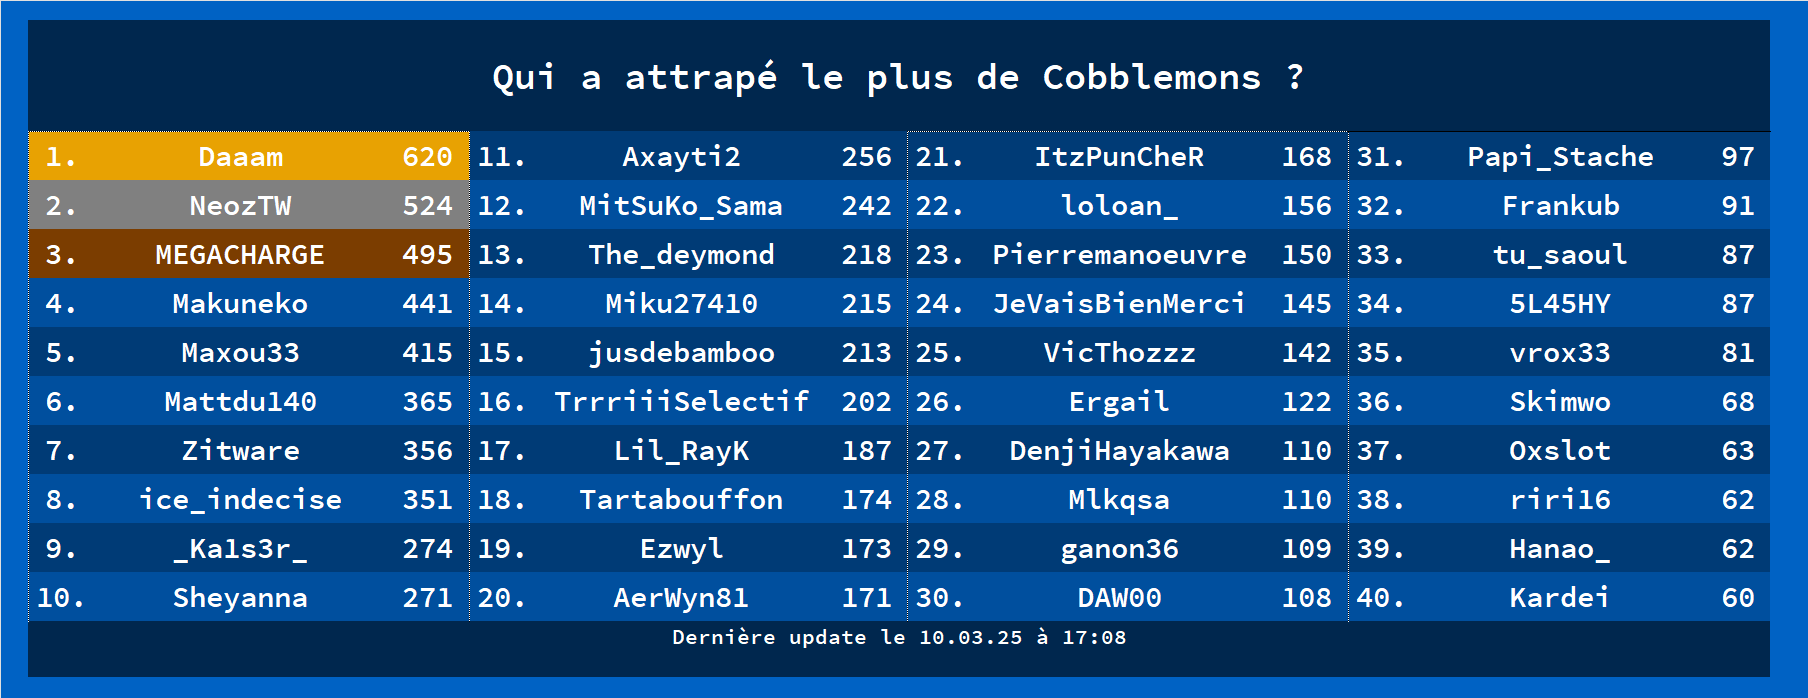 Qui a attrapé le plus de Cobblemons ?
1. Daaam 620
2. NeozTW 524
3. MEGACHARGE 495
4. Makuneko 441
5. Maxou33 415
6. Mattdu140 365
7. Zitware 356
8. ice_indecise 351
9. _Ka1s3r_ 274
10. Sheyanna 271
11. Axayti2 256
12. MitSuKo_Sama 242
13. The_deymond 218
14. Miku27410 215
15. jusdebamboo 213
16. TrrriiiSelectif 202
17. Lil_RayK 187
18. Tartabouffon 174
19. Ezwyl 173
20. AerWyn81 171
21. ItzPunCheR 168
22. loloan_ 156
23. Pierremanoeuvre 150
24. JeVaisBienMerci 145
25. VicThozzz 142
26. Ergail 122
27. DenjiHayakawa 110
28. Mlkqsa 110
29. ganon36 109
30. DAW00 108
31. Papi_Stache 97
32. Frankub 91
33. tu_saoul 87
34. 5L45HY 87
35. vrox33 81
36. Skimwo 68
37. Oxslot 63
38. riri16 62
39. Hanao_ 62
40. Kardei 60
Dernière update le 10.03.25 à 17:08